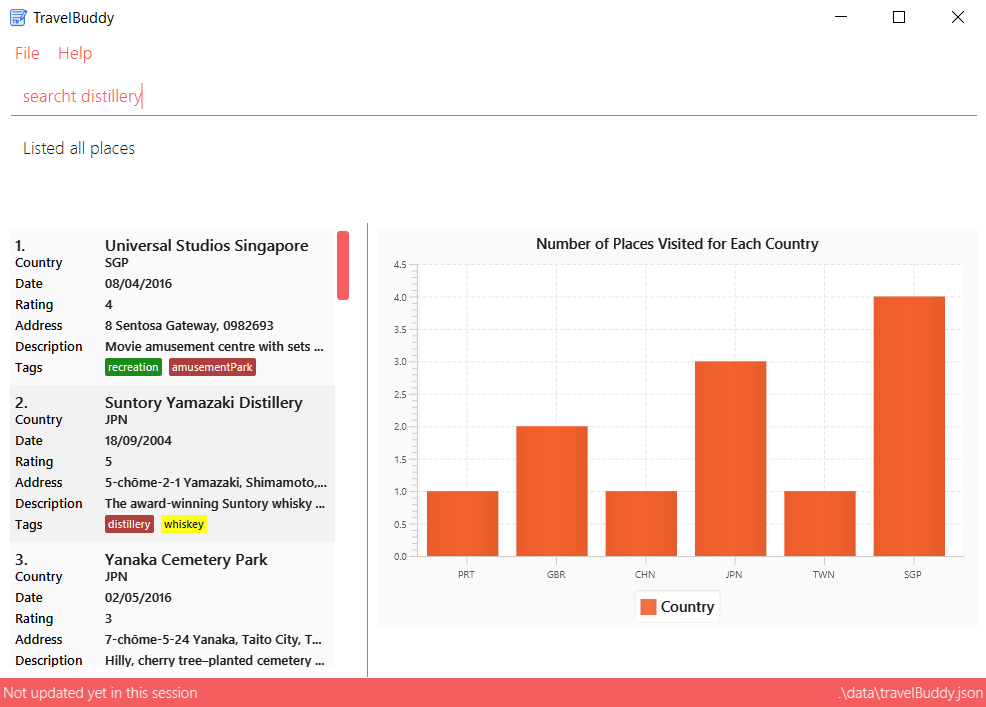 TravelBuddy
File Help
searcht distillery
Listed all places
1. Universal Studios Singapore
Country SGP
Date 08/04/2016
Rating 4
Address 8 Sentosa Gateway, 0982693
Description Movie amusement centre with sets ...
Tags recreation amusementPark
2. Suntory Yamazaki Distillery
Country JPN
Date 18/09/2004
Rating 5
Address 5-chōme-2-1 Yamazaki, Shimamoto,...
Description The award-winning Suntory whisky ...
Tags distillery whiskey
3. Yanaka Cemetery Park
Country JPN
Date 02/05/2016
Rating 3
Address 7-chōme-5-24 Yanaka, Taito City, T...
Description Hilly, cherry tree–planted cemetery ...
Number of Places Visited for Each Country
4.5
4.0
3.5
3.0
2.5
2.0
1.5
1.0
0.5
0.0
PRT GBR CHN JPN TWN SGP
Country
Not updated yet in this session .\data\travelBuddy.json